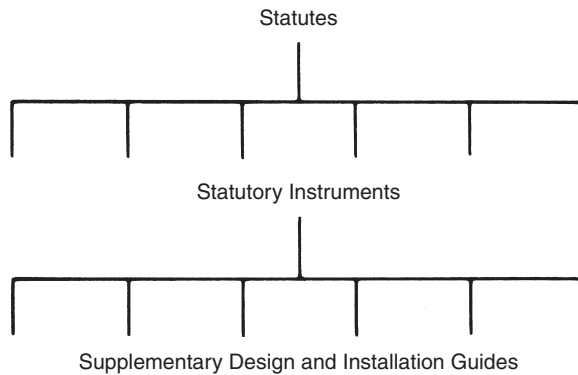 Statutes
Statutory Instruments
Supplementary Design and Installation Guides